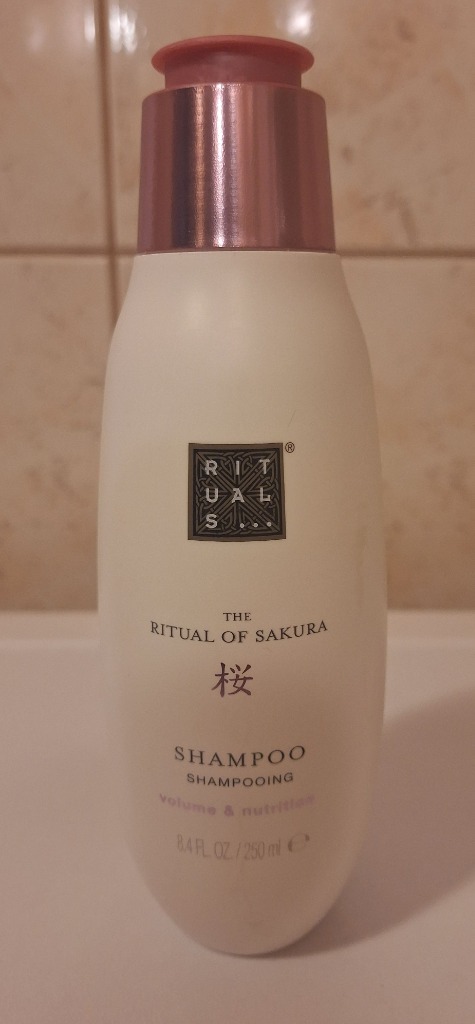 RIT
UAL
S...
®
THE
RITUAL OF SAKURA
桜
SHAMPOO
SHAMPOOING
volume & nutrition
8.4 FL. OZ. / 250 ml ℮